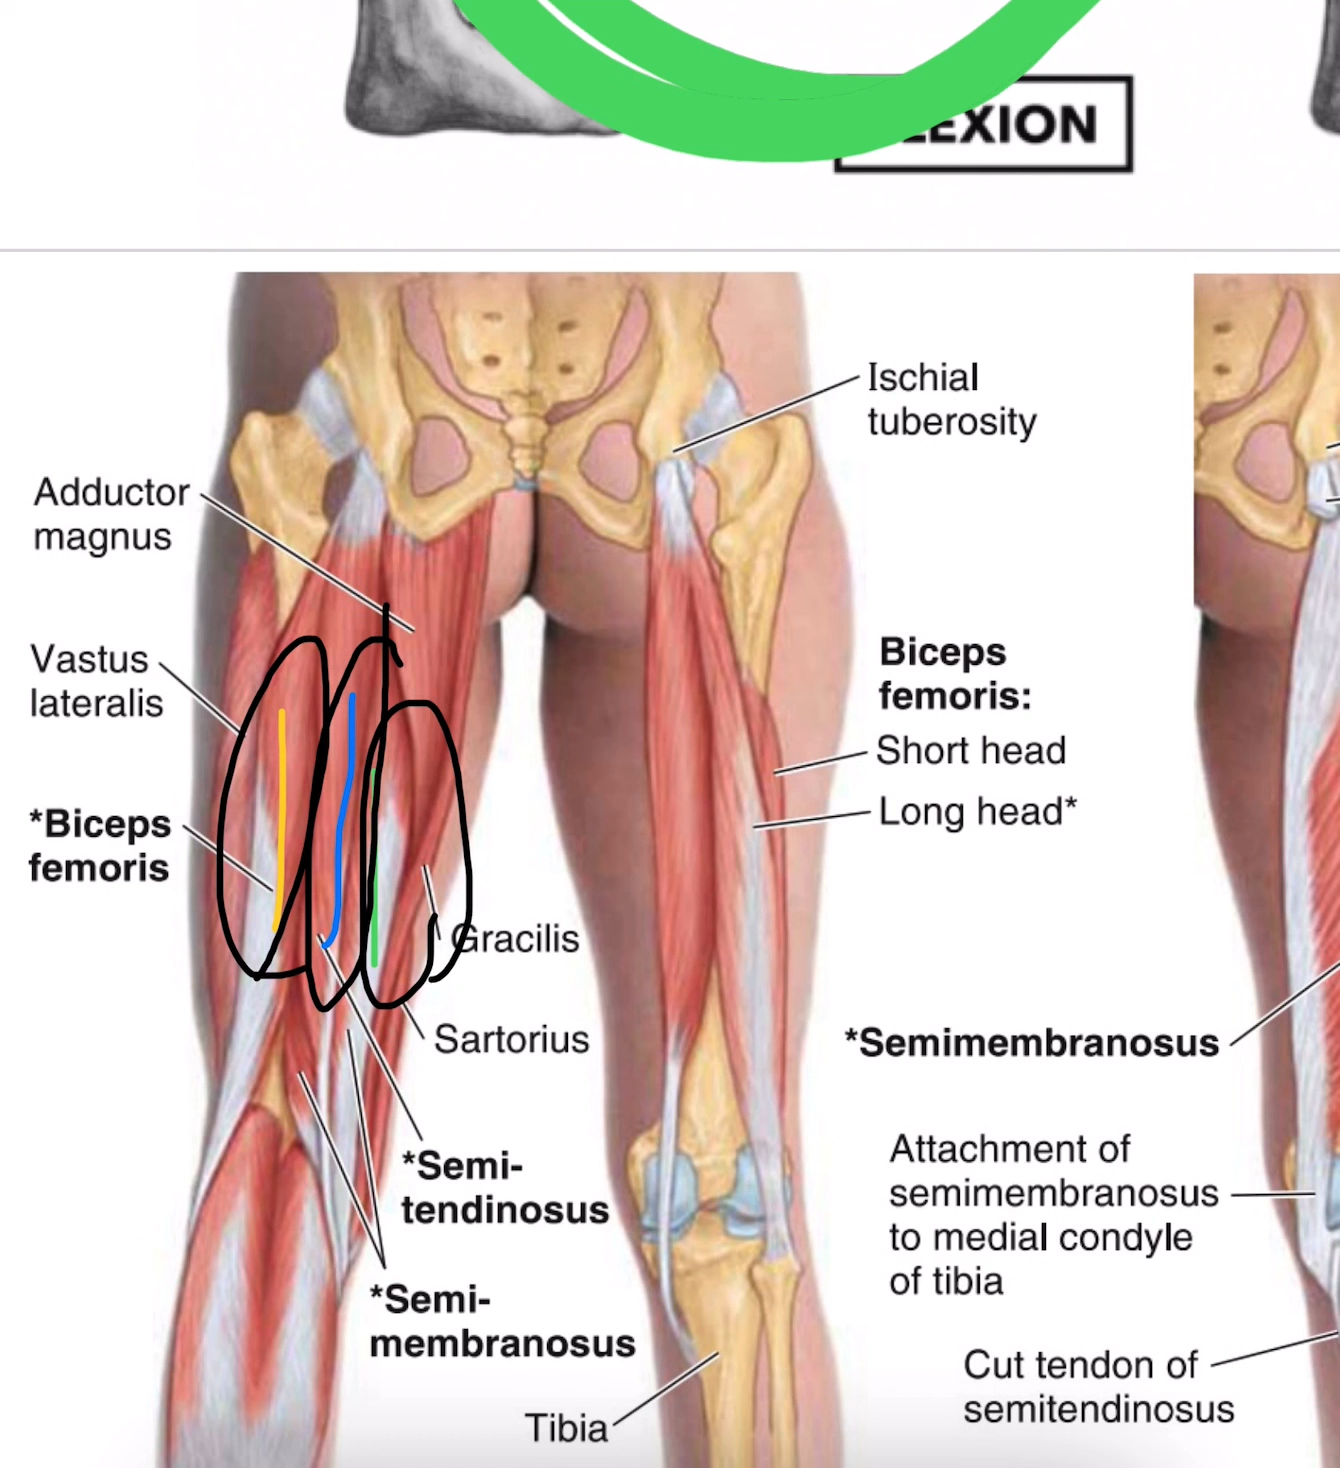 Ischial
tuberosity
Adductor
magnus
Vastus
lateralis
Biceps
femoris:
Short head
Long head*
*Biceps
femoris
Gracilis
Sartorius
*Semimembranosus
*Semi-
tendinosus
Attachment of
semimembranosus
to medial condyle
of tibia
*Semi-
membranosus
Cut tendon of
semitendinosus
Tibia